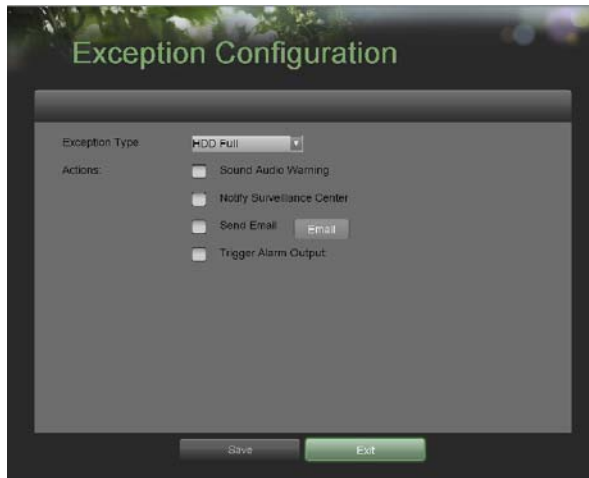 Exception Configuration
Exception Type HDD Full
Actions: Sound Audio Warning
Notify Surveillance Center
Send Email Email
Trigger Alarm Output
Save Exit